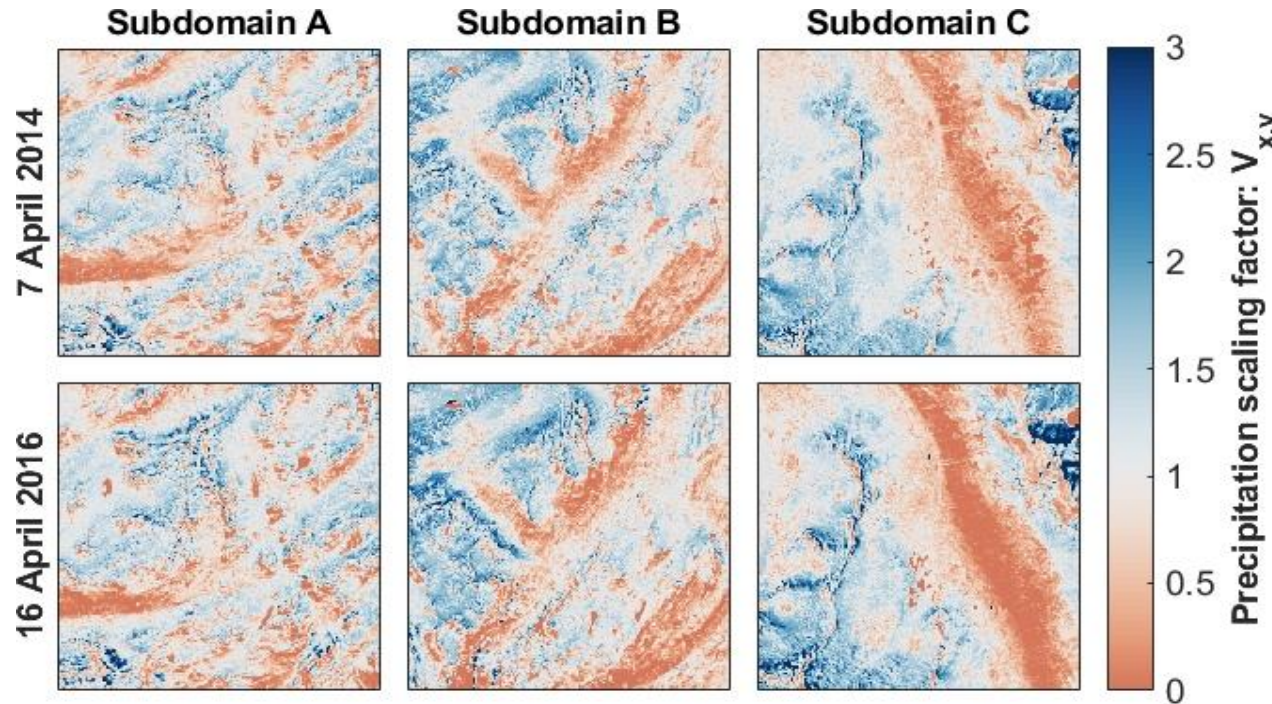 Subdomain A Subdomain B Subdomain C
7 April 2014
16 April 2016
3
2.5
2
1.5
1
0.5
0
Precipitation scaling factor: Vx,y